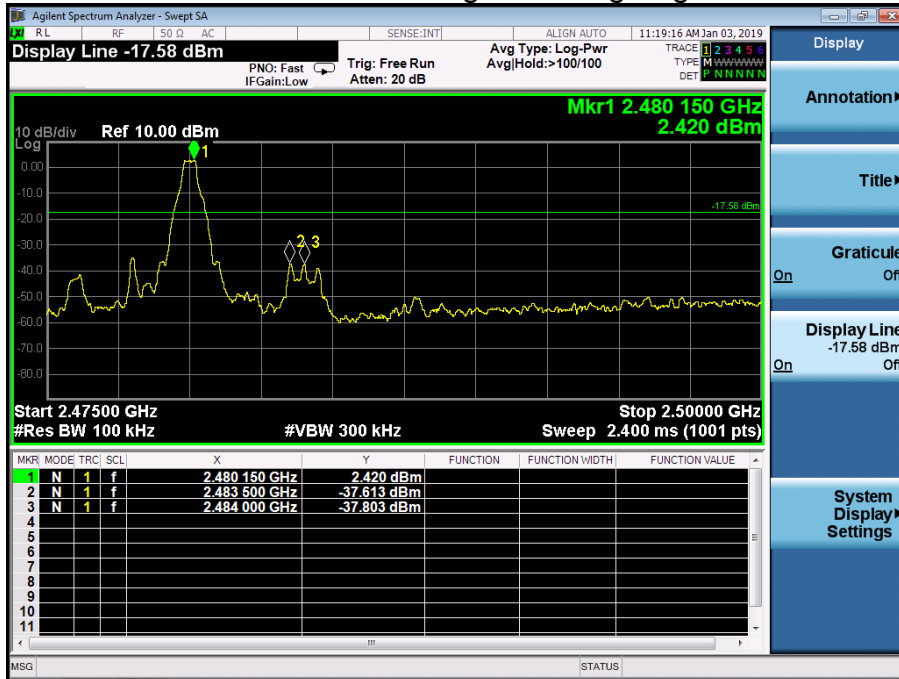 Agilent Spectrum Analyzer - Swept SA
LXI RL RF 50 Ω AC SENSE:INT ALIGN AUTO 11:19:16 AM Jan 03, 2019
Display Line -17.58 dBm
PNO: Fast
IFGain:Low
Trig: Free Run
Atten: 20 dB
Avg Type: Log-Pwr
Avg|Hold:>100/100
TRACE 1 2 3 4 5 6
TYPE M WWWWW
DET P N N N N N
Display
Annotation
Title
Graticule
On Off
Display Line
-17.58 dBm
On Off
System
Display
Settings
Mkr1 2.480 150 GHz
2.420 dBm
10 dB/div Ref 10.00 dBm
Log
1
0.00
-10.0
-17.58 dBm
-20.0
2 3
-30.0
-40.0
-50.0
-60.0
-70.0
-80.0
Start 2.47500 GHz Stop 2.50000 GHz
#Res BW 100 kHz #VBW 300 kHz Sweep 2.400 ms (1001 pts)
MKR MODE TRC SCL X Y FUNCTION FUNCTION WIDTH FUNCTION VALUE
1 N 1 f 2.480 150 GHz 2.420 dBm
2 N 1 f 2.483 500 GHz -37.613 dBm
3 N 1 f 2.484 000 GHz -37.803 dBm
4
5
6
7
8
9
10
11
MSG STATUS